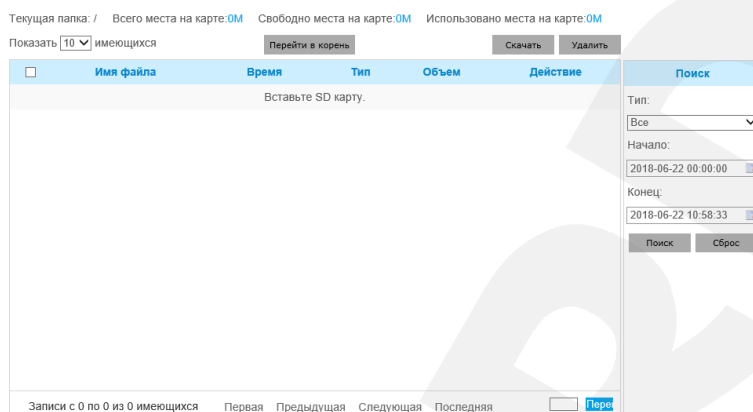 Текущая папка: / Всего места на карте:0М Свободно места на карте:0М Использовано места на карте:0М
Показать 10 имеющихся Перейти в корень Скачать Удалить
Имя файла Время Тип Объем Действие Поиск
Вставьте SD карту.
Тип:
Все
Начало:
2018-06-22 00:00:00
Конец:
2018-06-22 10:58:33
Поиск Сброс
Записи с 0 по 0 из 0 имеющихся Первая Предыдущая Следующая Последняя